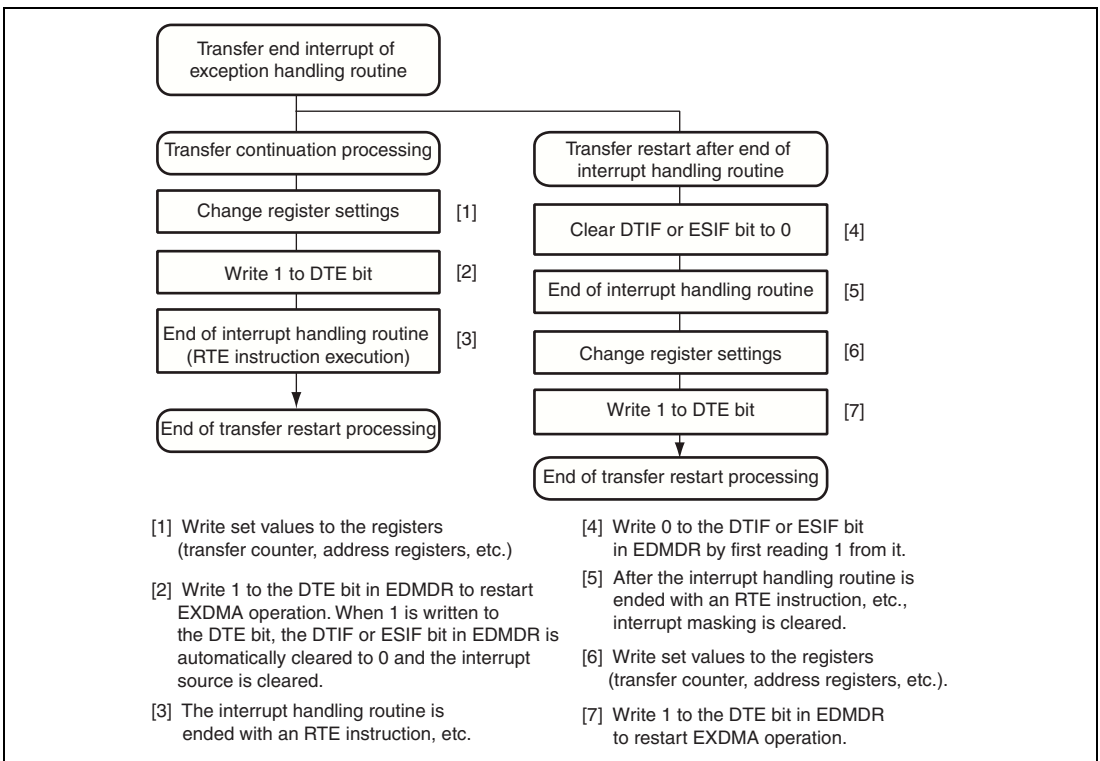 Transfer end interrupt of
exception handling routine
Transfer continuation processing
Change register settings
[1]
Write 1 to DTE bit
[2]
End of interrupt handling routine
(RTE instruction execution)
[3]
End of transfer restart processing
Transfer restart after end of
interrupt handling routine
Clear DTIF or ESIF bit to 0
[4]
End of interrupt handling routine
[5]
Change register settings
[6]
Write 1 to DTE bit
[7]
End of transfer restart processing
[1] Write set values to the registers
(transfer counter, address registers, etc.)
[2] Write 1 to the DTE bit in EDMDR to restart
EXDMA operation. When 1 is written to
the DTE bit, the DTIF or ESIF bit in EDMDR is
automatically cleared to 0 and the interrupt
source is cleared.
[3] The interrupt handling routine is
ended with an RTE instruction, etc.
[4] Write 0 to the DTIF or ESIF bit
in EDMDR by first reading 1 from it.
[5] After the interrupt handling routine is
ended with an RTE instruction, etc.,
interrupt masking is cleared.
[6] Write set values to the registers
(transfer counter, address registers, etc.).
[7] Write 1 to the DTE bit in EDMDR
to restart EXDMA operation.